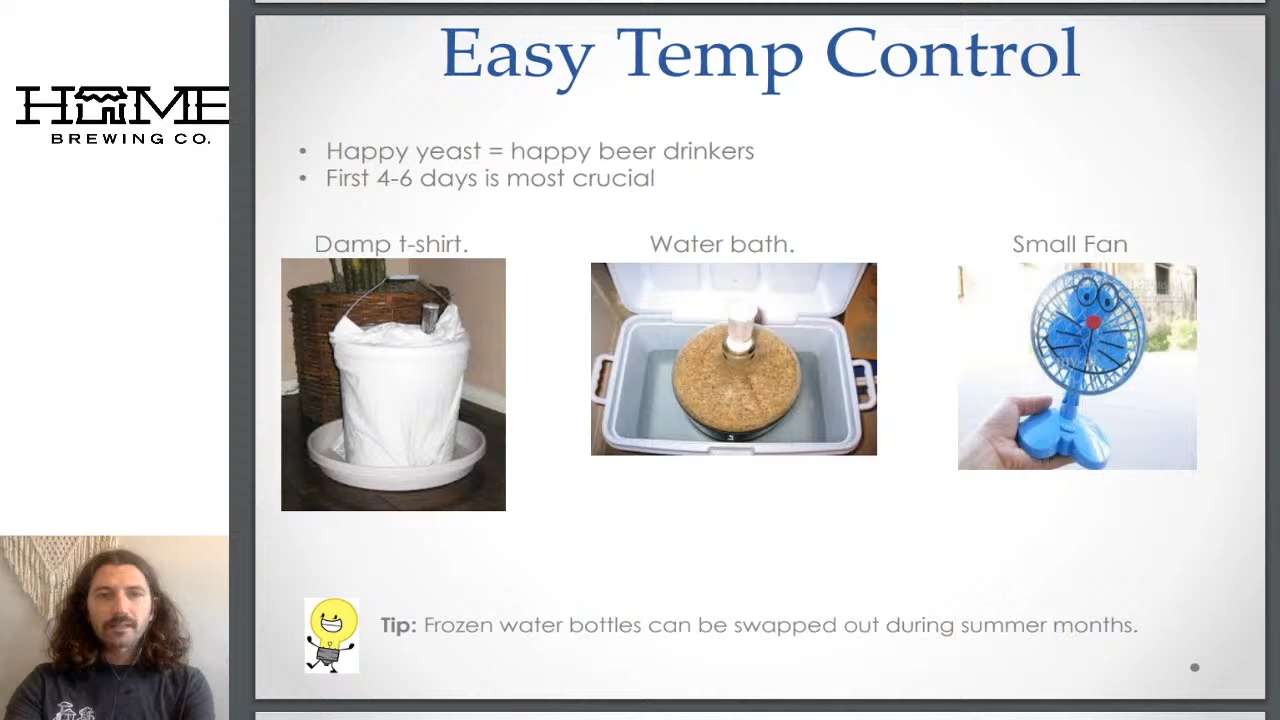 Easy Temp Control
HOME
BREWING CO.
• Happy yeast = happy beer drinkers
• First 4-6 days is most crucial
Damp t-shirt.
Water bath.
Small Fan
Tip: Frozen water bottles can be swapped out during summer months.